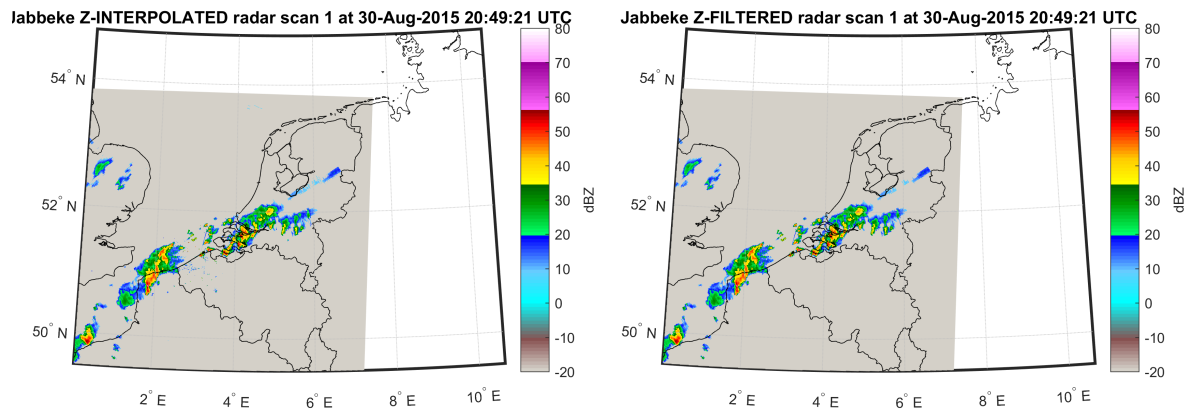 Jabbeke Z-INTERPOLATED radar scan 1 at 30-Aug-2015 20:49:21 UTC
54° N
52° N
50° N
2° E
4° E
6° E
8° E
10° E
80
70
60
50
40
30
20
10
0
-10
-20
dBZ
Jabbeke Z-FILTERED radar scan 1 at 30-Aug-2015 20:49:21 UTC
54° N
52° N
50° N
2° E
4° E
6° E
8° E
10° E
80
70
60
50
40
30
20
10
0
-10
-20
dBZ